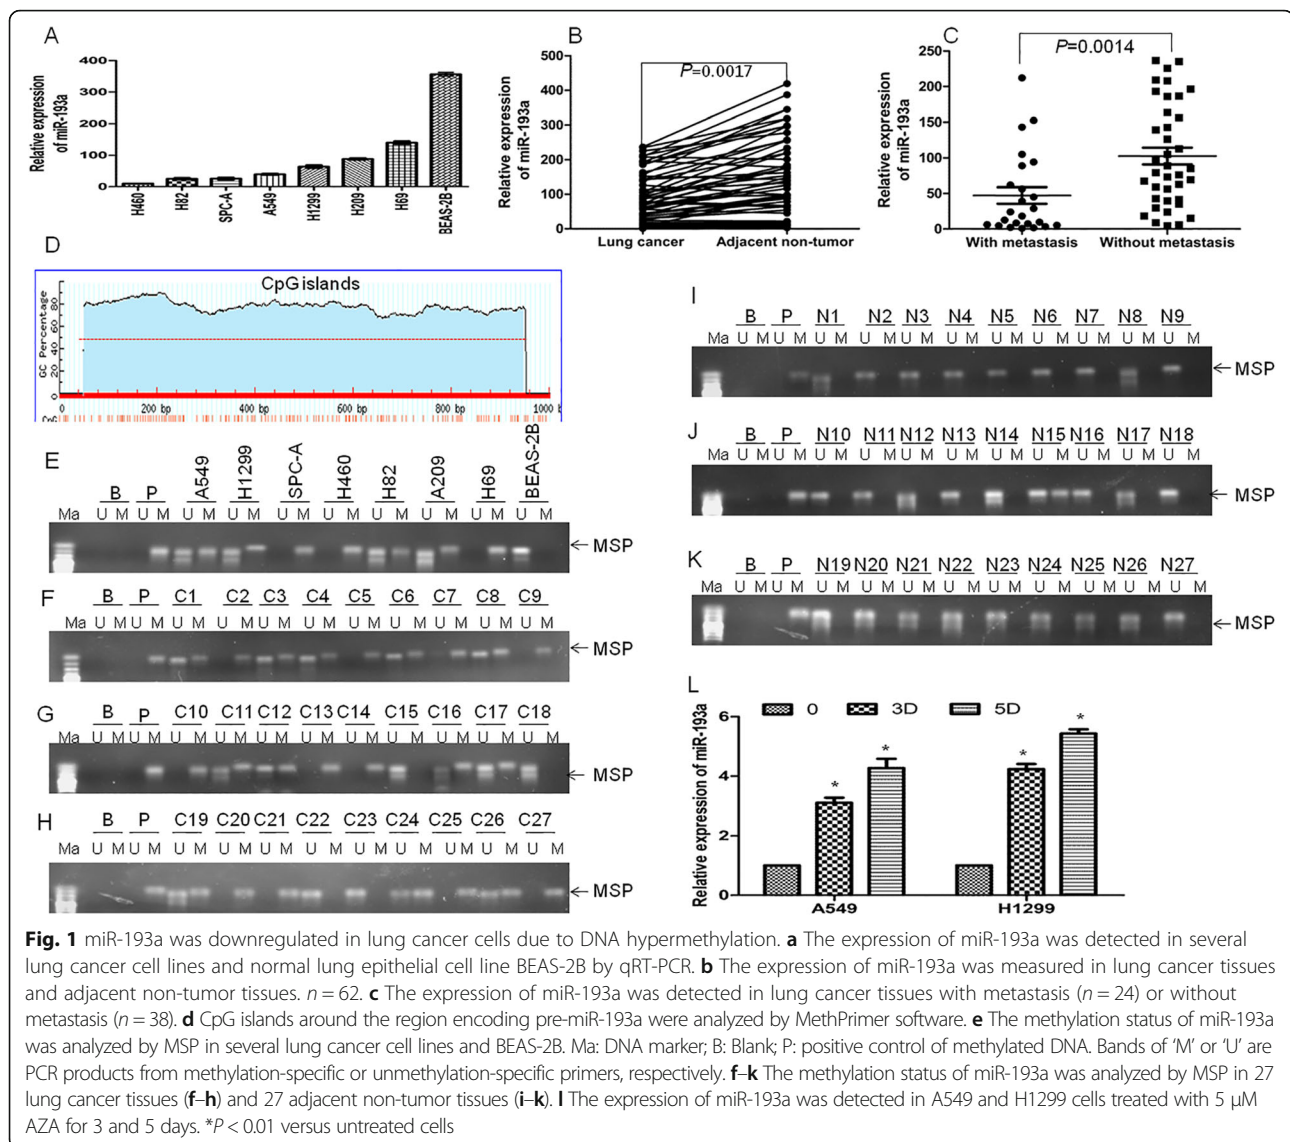 A
Relative expression
of miR-193a
400
300
200
100
0
H460
H82
SPC-A
A549
H1299
H209
H69
BEAS-2B
B
Relative expression
of miR-193a
500
400
300
200
100
0
P=0.0017
Lung cancer
Adjacent non-tumor
C
Relative expression
of miR-193a
250
200
150
100
50
0
P=0.0014
With metastasis
Without metastasis
D
CpG islands
GC Percentage
80
60
40
20
0
0 200 bp 400 bp 600 bp 800 bp 1000 b
CpG
E
B P A549 H1299 SPC-A H460 H82 A209 H69 BEAS-2B
Ma U M U M U M U M U M U M U M U M U M U M
MSP
F
B P C1 C2 C3 C4 C5 C6 C7 C8 C9
Ma U M U M U M U M U M U M U M U M U M U M U M
MSP
G
B P C10 C11 C12 C13 C14 C15 C16 C17 C18
Ma U M U M U M U M U M U M U M U M U M U M U M
MSP
H
B P C19 C20 C21 C22 C23 C24 C25 C26 C27
Ma U M U M U M U M U M U M U M U M U M U M U M
MSP
I
B P N1 N2 N3 N4 N5 N6 N7 N8 N9
Ma U M U M U M U M U M U M U M U M U M U M U M
MSP
J
B P N10 N11 N12 N13 N14 N15 N16 N17 N18
Ma U M U M U M U M U M U M U M U M U M U M U M
MSP
K
B P N19 N20 N21 N22 N23 N24 N25 N26 N27
Ma U M U M U M U M U M U M U M U M U M U M U M
MSP
L
Relative expression of miR-193a
6
4
2
0
0 3D 5D
* * * *
A549
H1299
Fig. 1 miR-193a was downregulated in lung cancer cells due to DNA hypermethylation. a The expression of miR-193a was detected in several
lung cancer cell lines and normal lung epithelial cell line BEAS-2B by qRT-PCR. b The expression of miR-193a was measured in lung cancer tissues
and adjacent non-tumor tissues. n = 62. c The expression of miR-193a was detected in lung cancer tissues with metastasis (n = 24) or without
metastasis (n = 38). d CpG islands around the region encoding pre-miR-193a were analyzed by MethPrimer software. e The methylation status of miR-193a
was analyzed by MSP in several lung cancer cell lines and BEAS-2B. Ma: DNA marker; B: Blank; P: positive control of methylated DNA. Bands of ‘M’ or ‘U’ are
PCR products from methylation-specific or unmethylation-specific primers, respectively. f–k The methylation status of miR-193a was analyzed by MSP in 27
lung cancer tissues (f–h) and 27 adjacent non-tumor tissues (i–k). l The expression of miR-193a was detected in A549 and H1299 cells treated with 5 μM
AZA for 3 and 5 days. *P < 0.01 versus untreated cells